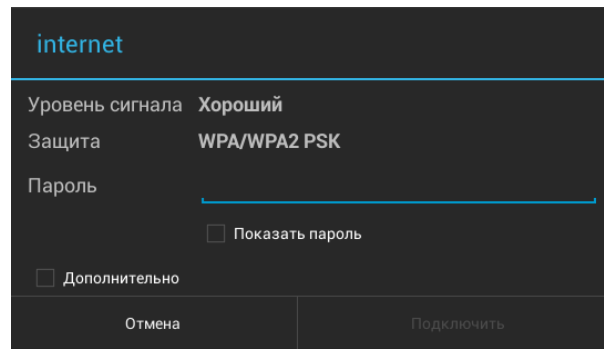 internet
Уровень сигнала Хороший
Защита WPA/WPA2 PSK
Пароль
Показать пароль
Дополнительно
Отмена Подключить